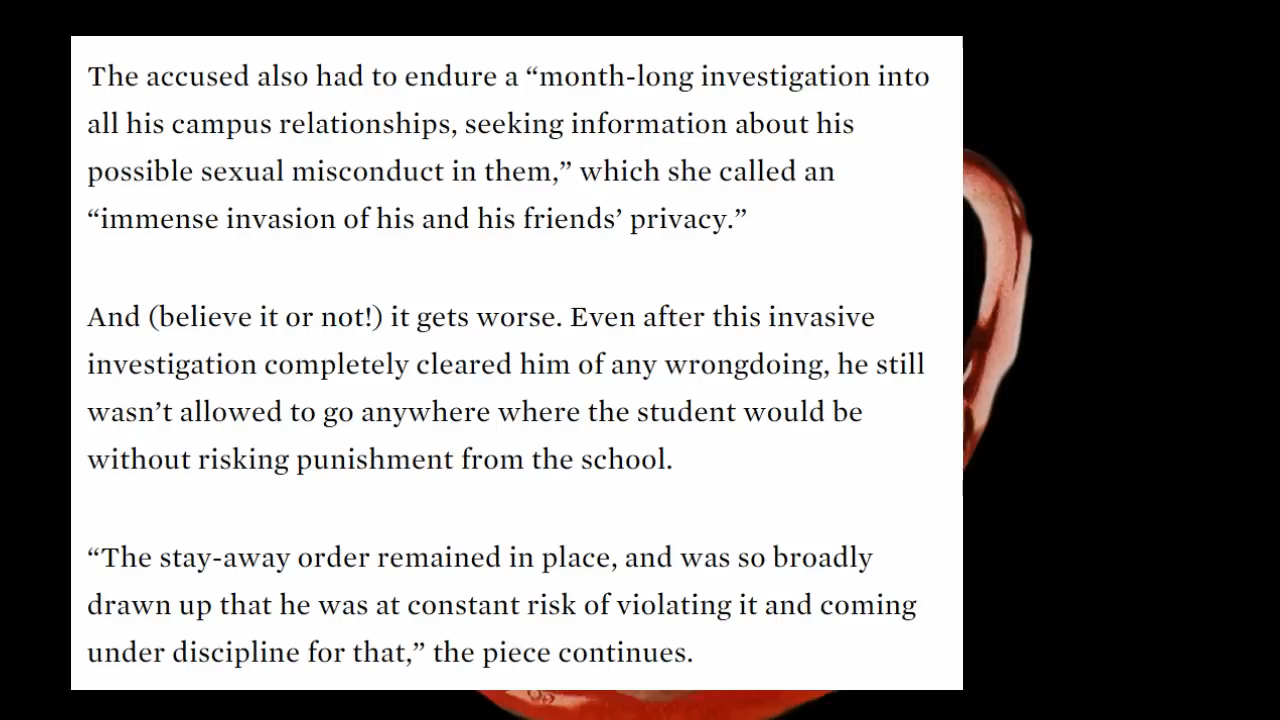 The accused also had to endure a “month-long investigation into
all his campus relationships, seeking information about his
possible sexual misconduct in them,” which she called an
“immense invasion of his and his friends’ privacy.”
And (believe it or not!) it gets worse. Even after this invasive
investigation completely cleared him of any wrongdoing, he still
wasn’t allowed to go anywhere where the student would be
without risking punishment from the school.
“The stay-away order remained in place, and was so broadly
drawn up that he was at constant risk of violating it and coming
under discipline for that,” the piece continues.